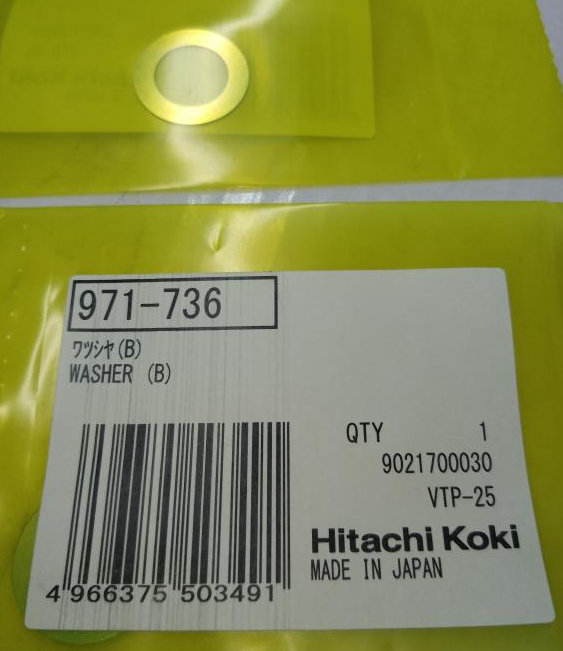 971-736
ワツシヤ(B)
WASHER (B)
QTY 1
9021700030
VTP-25
Hitachi Koki
MADE IN JAPAN
4 966375 503491